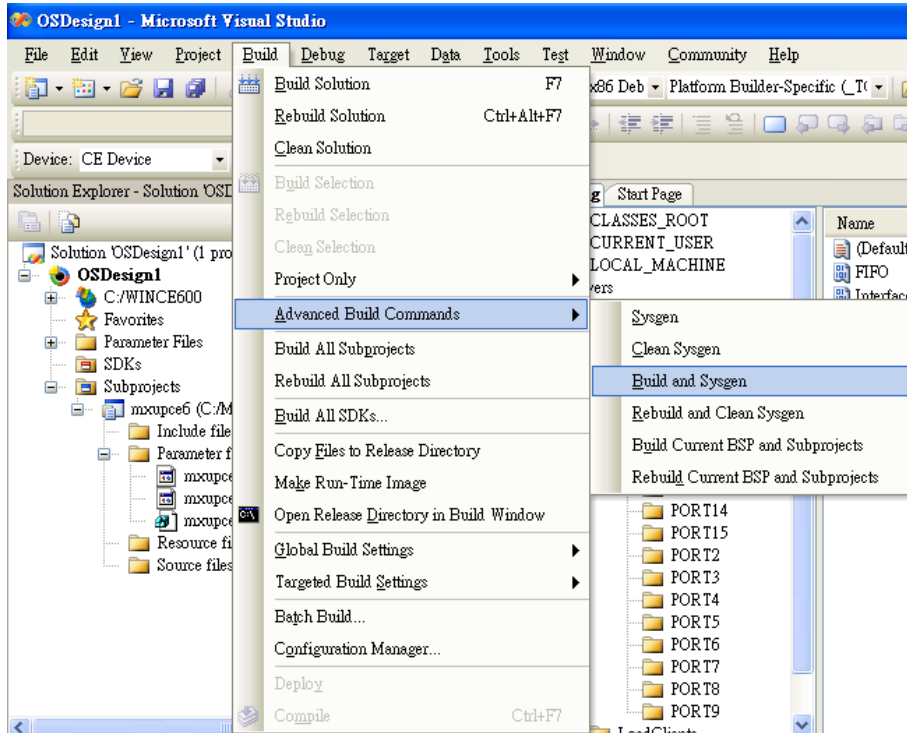 OSDesign1 - Microsoft Visual Studio
File Edit View Project Build Debug Target Data Tools Test Window Community Help
x86 Deb Platform Builder-Specific (_T(
Device: CE Device
Solution Explorer - Solution 'OSD
Solution 'OSDesign1' (1 pro
OSDesign1
C:/WINCE600
Favorites
Parameter Files
SDKs
Subprojects
mxupce6 (C:/M
Include file
Parameter f
mxupce
mxupce
mxupce
Resource fi
Source files
Build Solution F7
Rebuild Solution Ctrl+Alt+F7
Clean Solution
Build Selection
Rebuild Selection
Clean Selection
Project Only
Advanced Build Commands
Build All Subprojects
Rebuild All Subprojects
Build All SDKs...
Copy Files to Release Directory
Make Run-Time Image
Open Release Directory in Build Window
Global Build Settings
Targeted Build Settings
Batch Build...
Configuration Manager...
Deploy
Compile Ctrl+F7
Sysgen
Clean Sysgen
Build and Sysgen
Rebuild and Clean Sysgen
Build Current BSP and Subprojects
Rebuild Current BSP and Subprojects
g Start Page
CLASSES_ROOT
CURRENT_USER
LOCAL_MACHINE
vers
PORT14
PORT15
PORT2
PORT3
PORT4
PORT5
PORT6
PORT7
PORT8
PORT9
LoadClients
Name
(Default
FIFO
Interfac